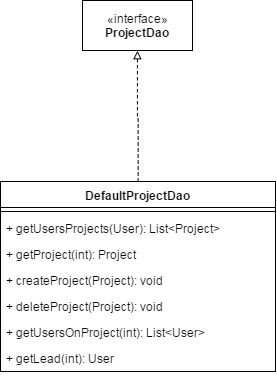 «interface»
ProjectDao
DefaultProjectDao
+ getUsersProjects(User): List<Project>
+ getProject(int): Project
+ createProject(Project): void
+ deleteProject(Project): void
+ getUsersOnProject(int): List<User>
+ getLead(int): User